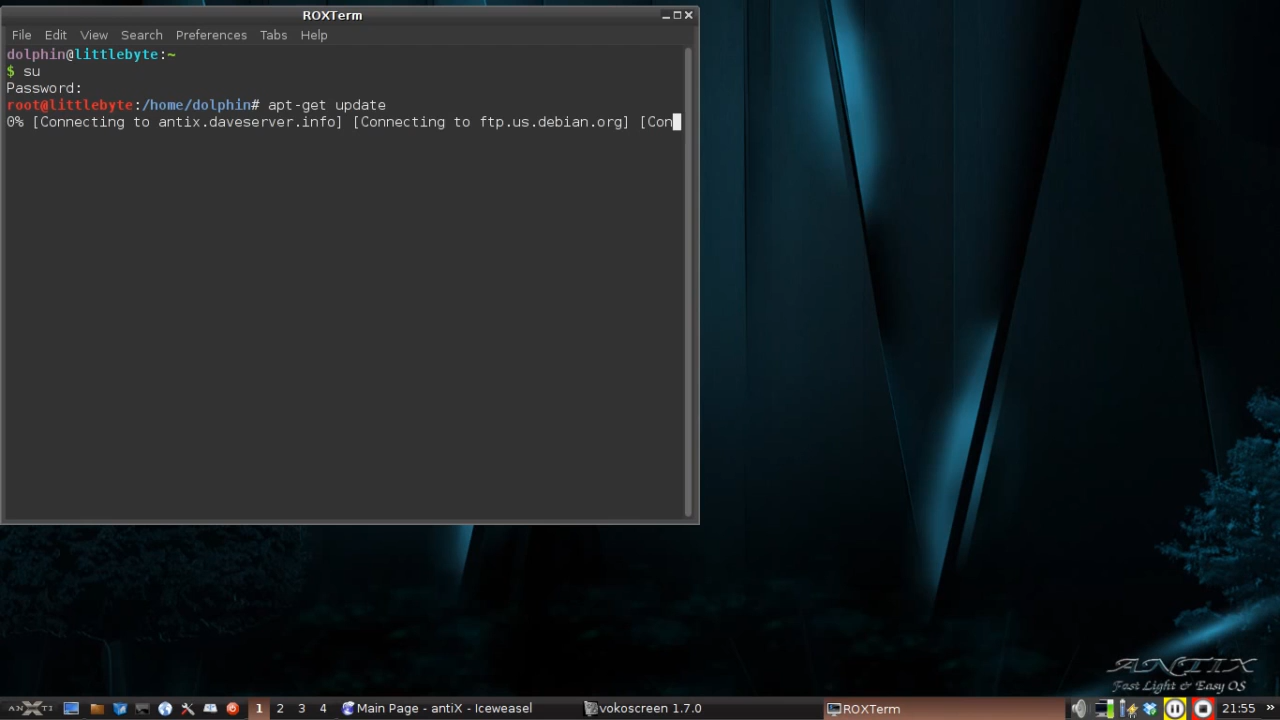 ROXTerm
File Edit View Search Preferences Tabs Help
dolphin@littlebyte:~
$ su
Password:
root@littlebyte:/home/dolphin# apt-get update
0% [Connecting to antix.daveserver.info] [Connecting to ftp.us.debian.org] [Con
ANTIX
Fast Light & Easy OS
ANTI 1 2 3 4 Main Page - antiX - Iceweasel vokoscreen 1.7.0 ROXTerm 21:55 »